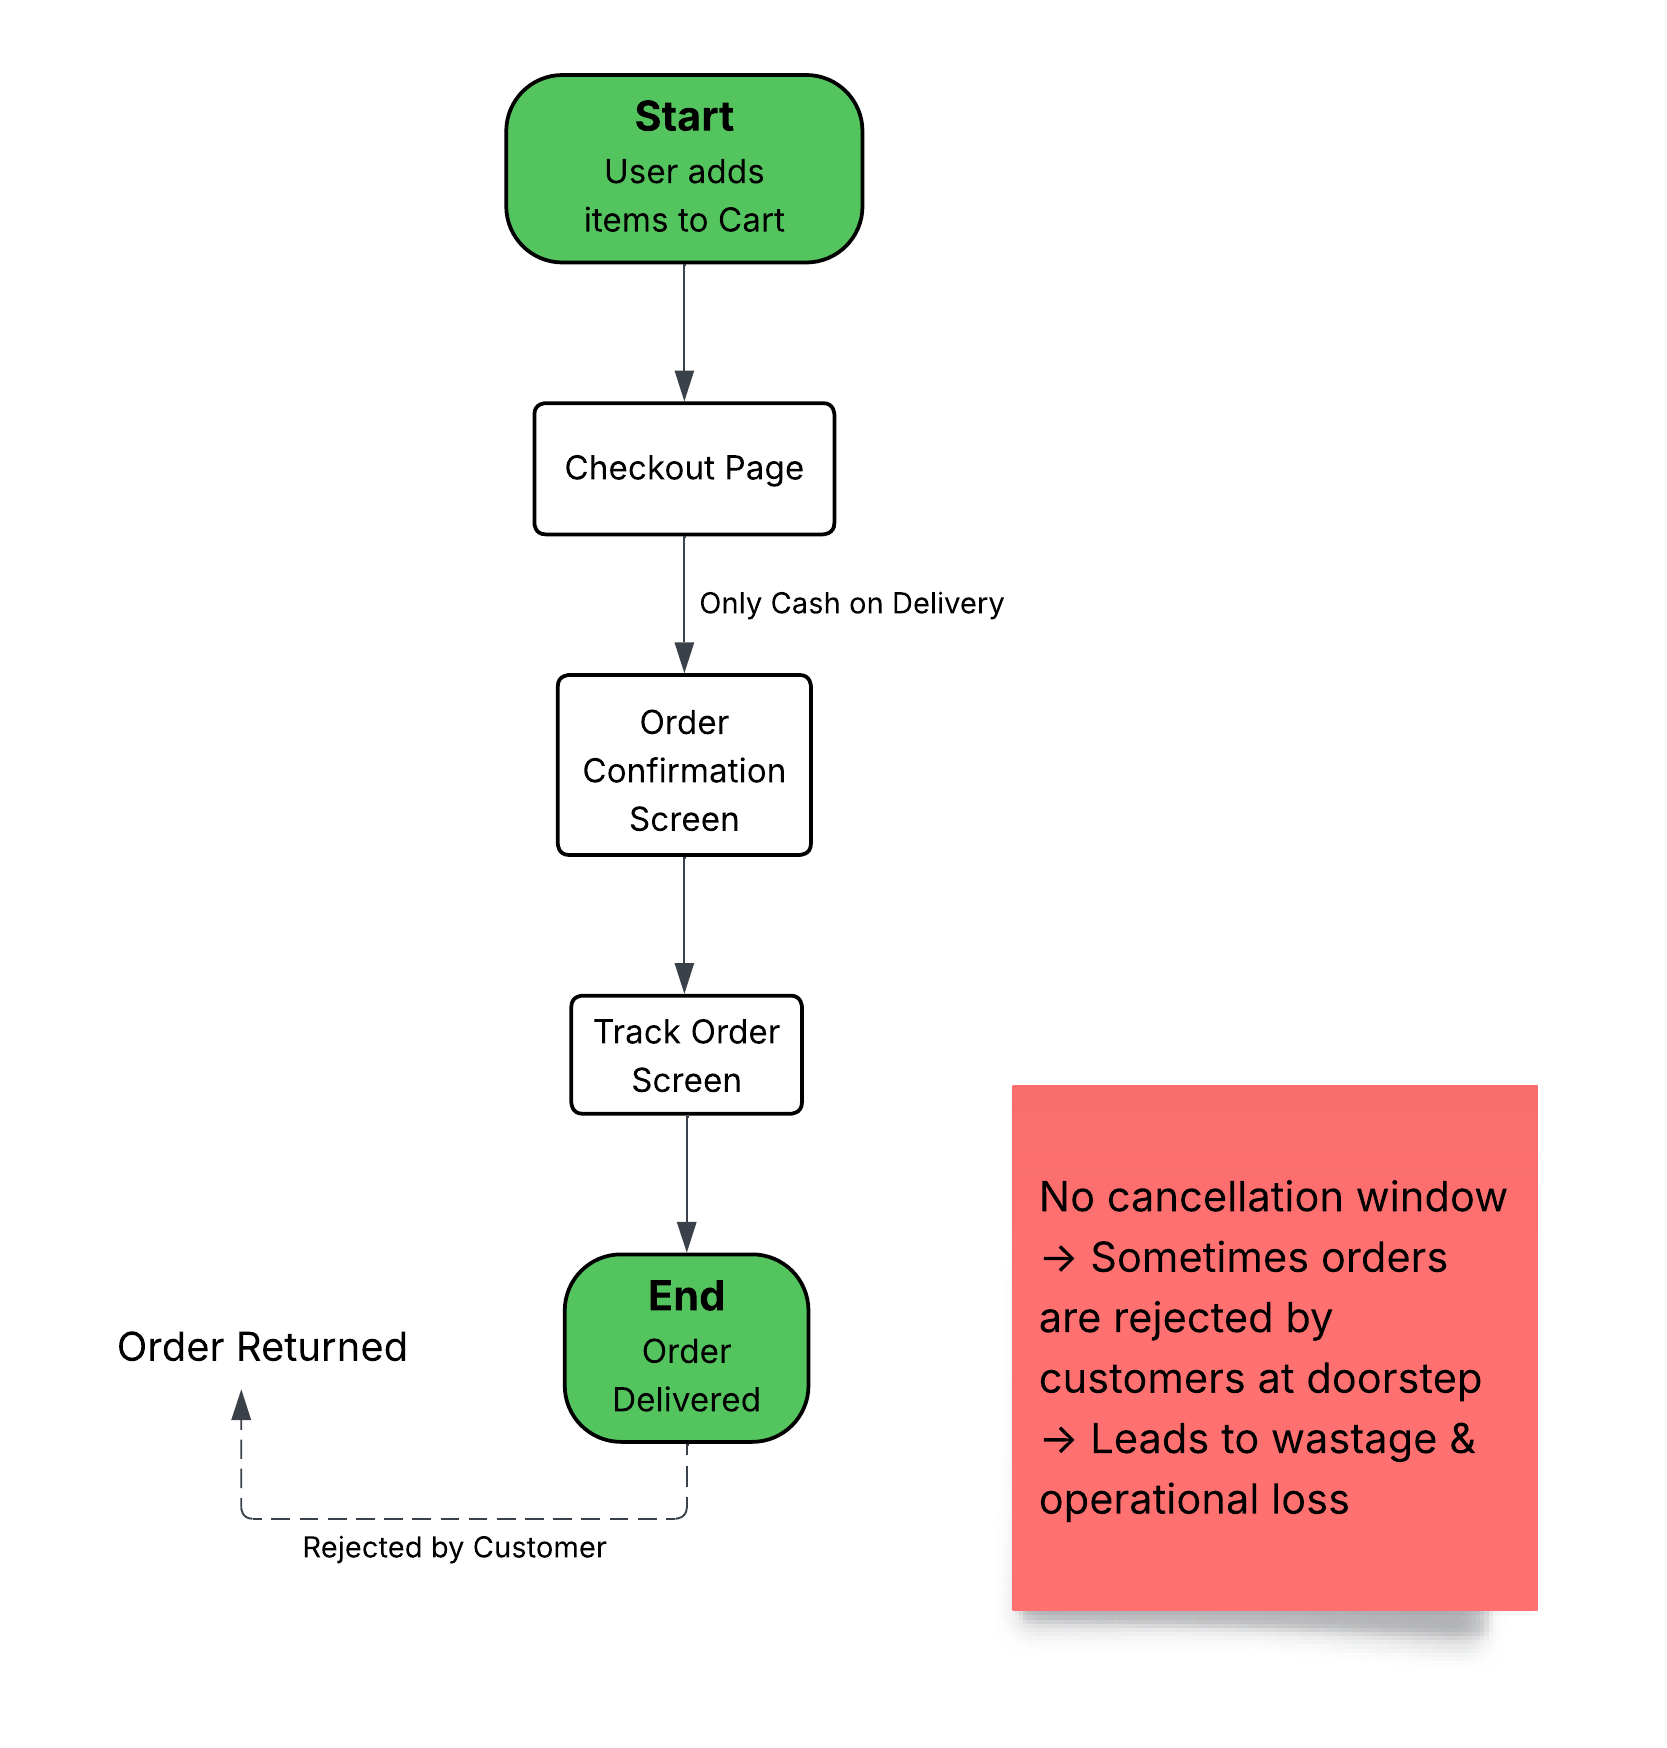 Start
User adds
items to Cart
Checkout Page
Only Cash on Delivery
Order
Confirmation
Screen
Track Order
Screen
End
Order
Delivered
Order Returned
Rejected by Customer
No cancellation window
→ Sometimes orders
are rejected by
customers at doorstep
→ Leads to wastage &
operational loss